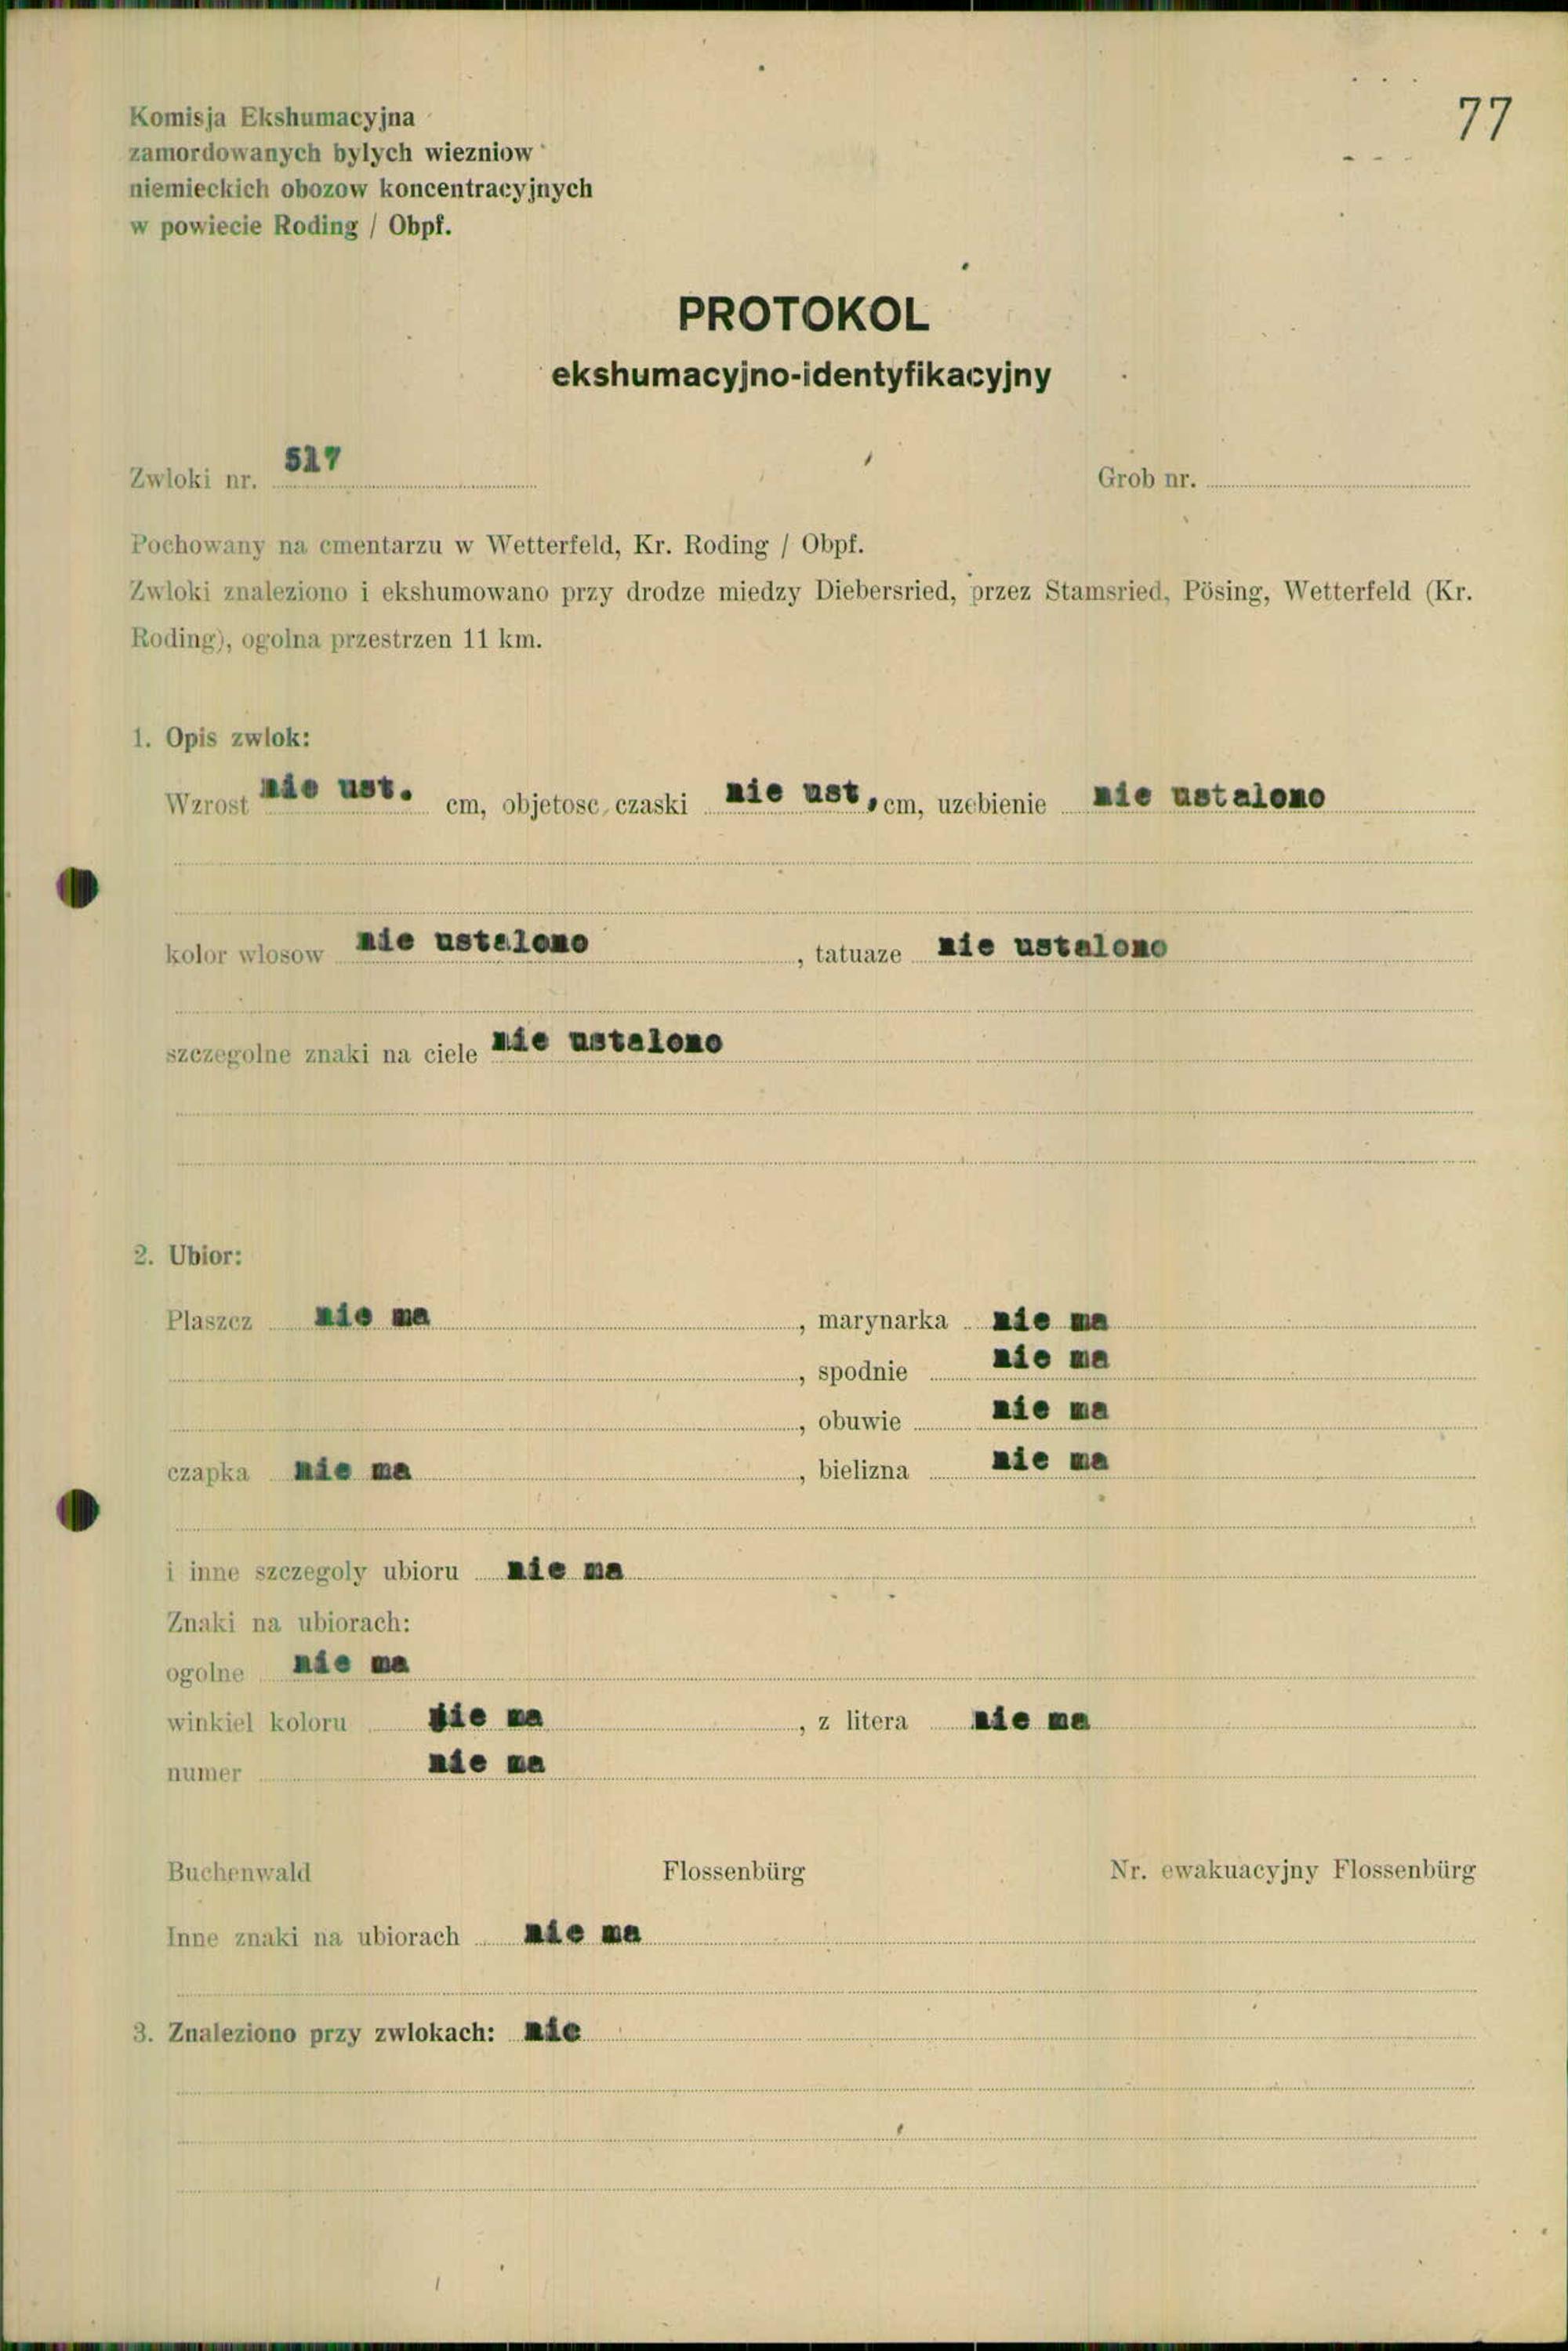 77
Komisja Ekshumacyjna
zamordowanych bylych wiezniow
niemieckich obozow koncentracyjnych
w powiecie Roding / Obpf.
PROTOKOL
ekshumacyjno-identyfikacyjny
Zwloki nr. 517 Grob nr.
Pochowany na cmentarzu w Wetterfeld, Kr. Roding / Obpf.
Zwloki znaleziono i ekshumowano przy drodze miedzy Diebersried, przez Stamsried, Pösing, Wetterfeld (Kr.
Roding), ogolna przestrzen 11 km.
1. Opis zwlok:
Wzrost nie ust. cm, objetosc czaski nie ust. cm, uzebienie nie ustalono
kolor wlosow nie ustalono, tatuaze nie ustalono
szczegolne znaki na ciele nie ustalono
2. Ubior:
Plaszcz nie ma, marynarka nie ma
, spodnie nie ma
, obuwie nie ma
czapka nie ma, bielizna nie ma
i inne szczegoly ubioru nie ma
Znaki na ubiorach:
ogolne nie ma
winkiel koloru nie ma, z litera nie ma
numer nie ma
Buchenwald Flossenbürg Nr. ewakuacyjny Flossenbürg
Inne znaki na ubiorach nie ma
3. Znaleziono przy zwlokach: nic